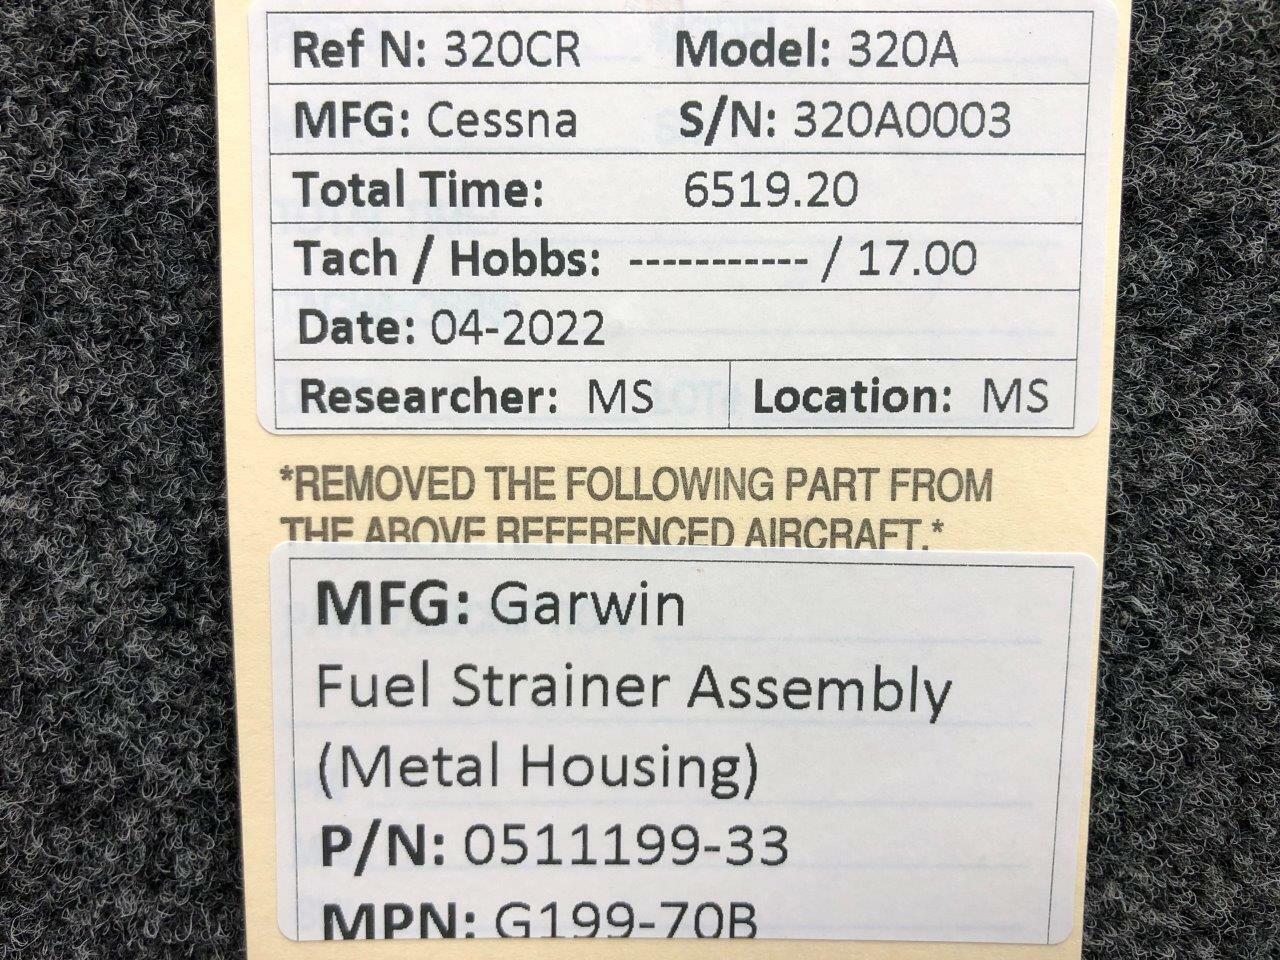 Ref N: 320CR Model: 320A
MFG: Cessna S/N: 320A0003
Total Time: 6519.20
Tach / Hobbs: ----------- / 17.00
Date: 04-2022
Researcher: MS Location: MS
*REMOVED THE FOLLOWING PART FROM
THE ABOVE REFERENCED AIRCRAFT.*
MFG: Garwin
Fuel Strainer Assembly
(Metal Housing)
P/N: 0511199-33
MPN: G199-70B